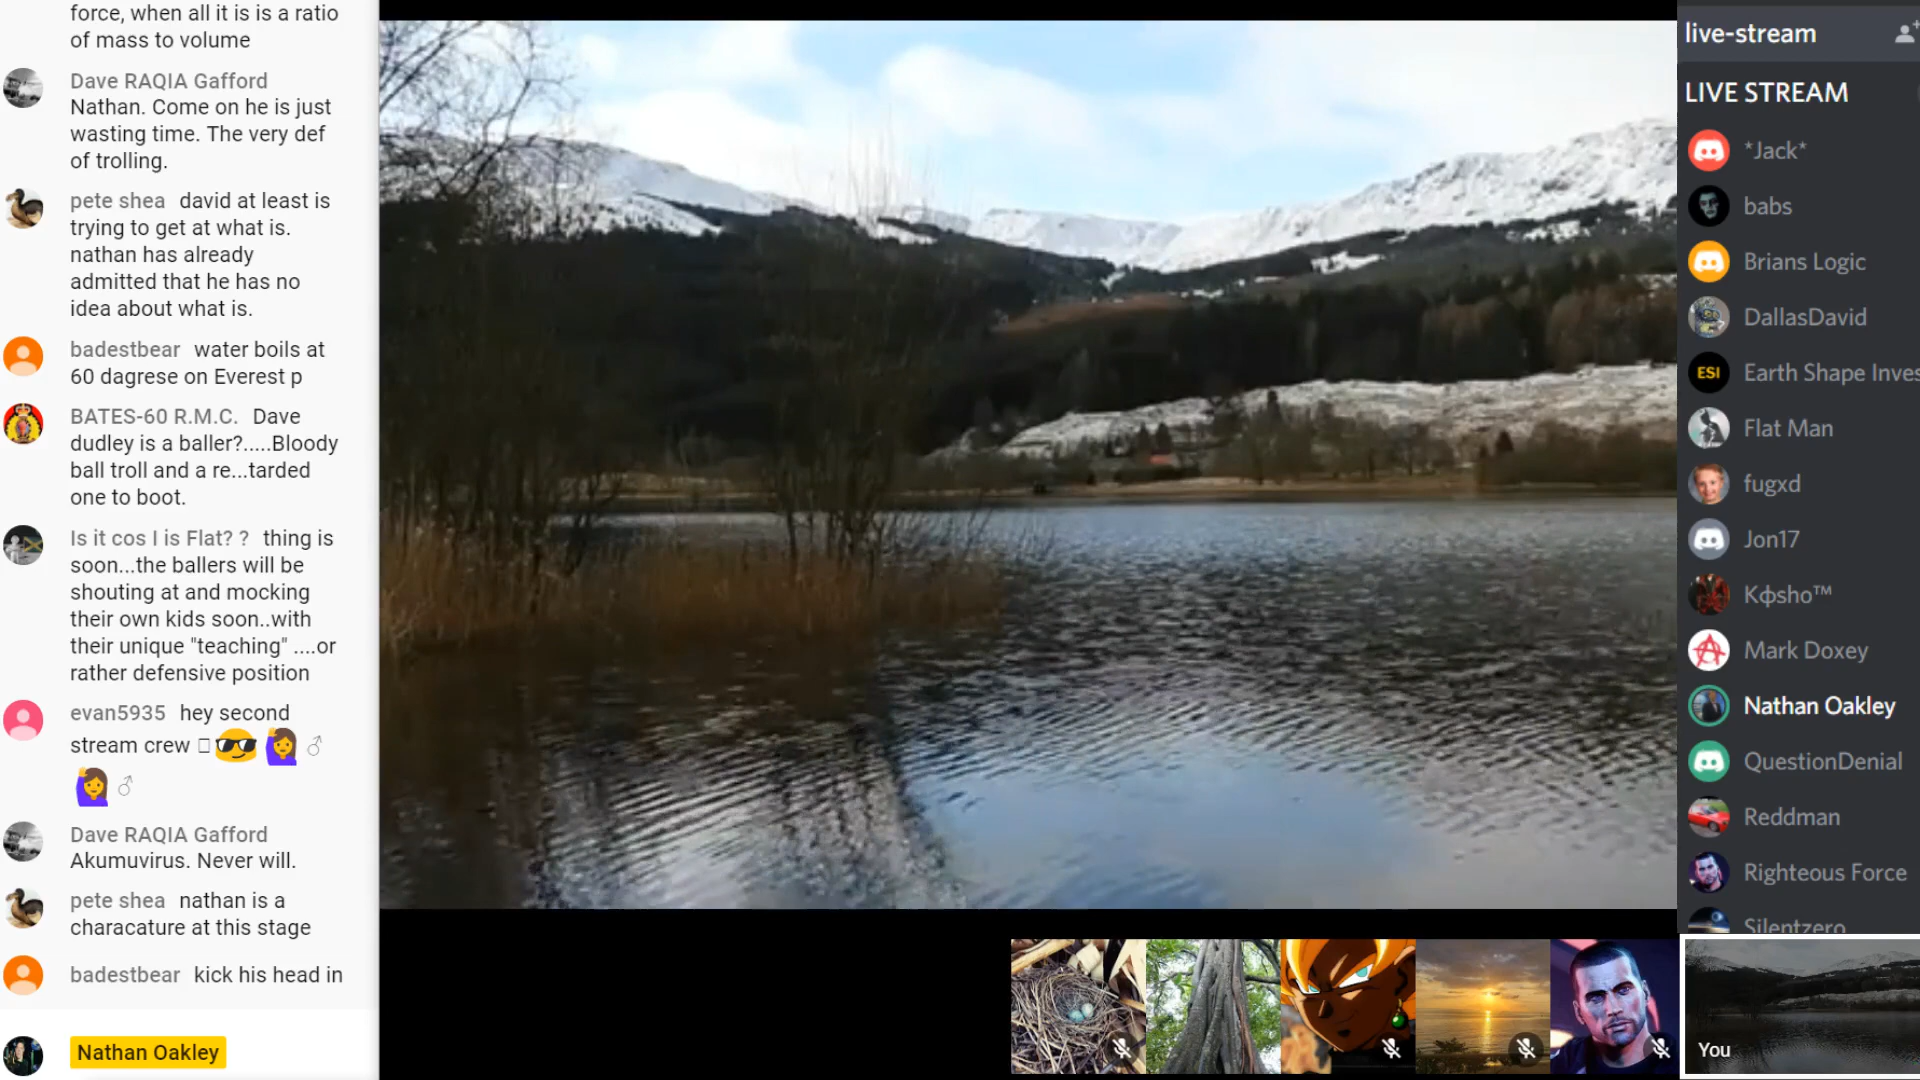 force, when all it is is a ratio
of mass to volume
Dave RAQIA Gafford
Nathan. Come on he is just
wasting time. The very def
of trolling.
pete shea david at least is
trying to get at what is.
nathan has already
admitted that he has no
idea about what is.
badestbear water boils at
60 dagrese on Everest p
BATES-60 R.M.C. Dave
dudley is a baller?.....Bloody
ball troll and a re...tarded
one to boot.
Is it cos I is Flat? ? thing is
soon...the ballers will be
shouting at and mocking
their own kids soon..with
their unique "teaching" ....or
rather defensive position
evan5935 hey second
stream crew
Dave RAQIA Gafford
Akumuvirus. Never will.
pete shea nathan is a
characature at this stage
badestbear kick his head in
Nathan Oakley
live-stream
LIVE STREAM
*Jack*
babs
Brians Logic
DallasDavid
ESI
Earth Shape Inves
Flat Man
fugxd
Jon17
Kфsho™
Mark Doxey
Nathan Oakley
QuestionDenial
Reddman
Righteous Force
Silentzero
You